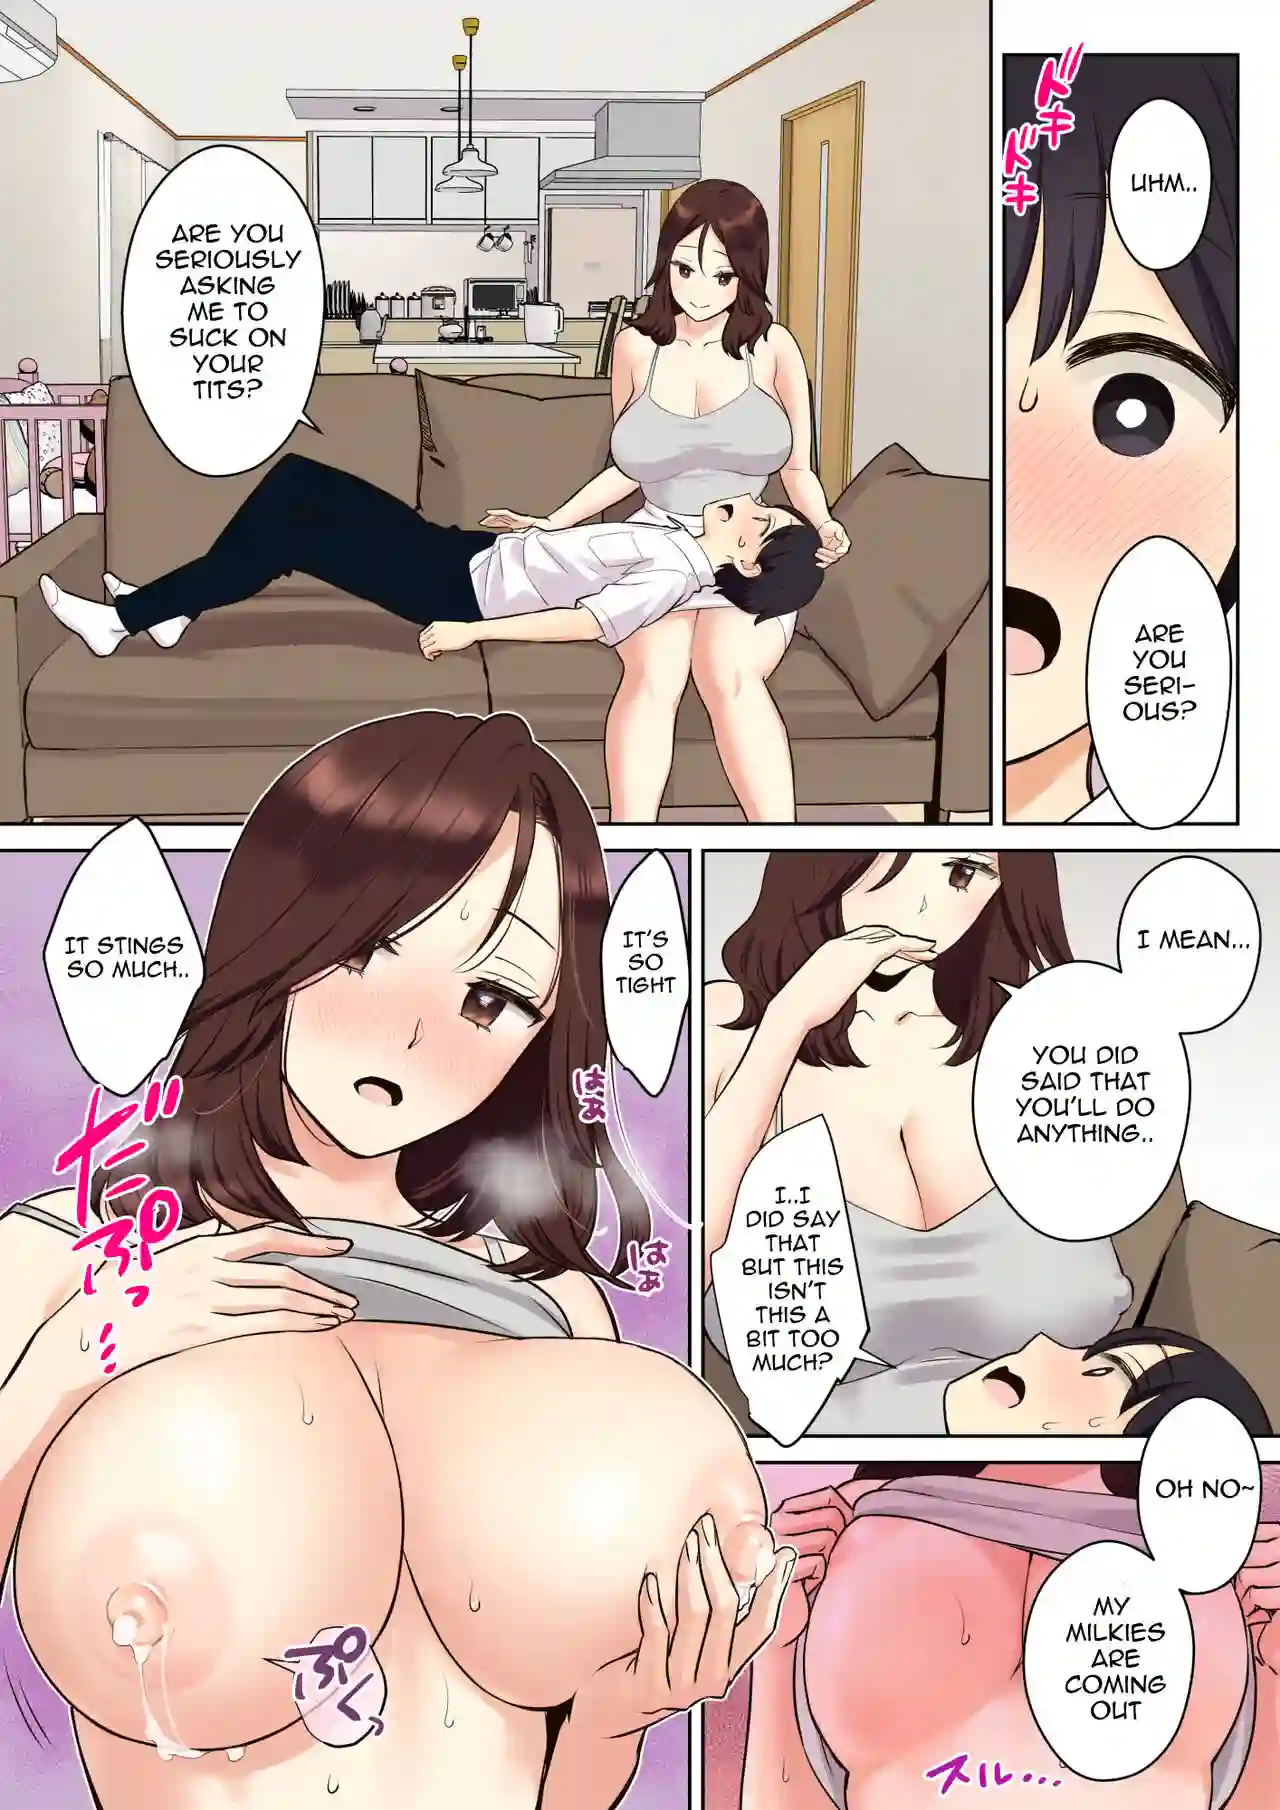 ドキ
ドキ
UHM..
ARE
YOU
SERI-
OUS?
ARE YOU
SERIOUSLY
ASKING
ME TO
SUCK ON
YOUR
TITS?
I MEAN...
YOU DID
SAID THAT
YOU'LL DO
ANYTHING..
I..I
DID SAY
THAT
BUT THIS
ISN'T
THIS A
BIT TOO
MUCH?
OH NO~
MY
MILKIES
ARE
COMING
OUT
スル...
IT'S
SO
TIGHT
IT STINGS
SO MUCH..
はぁ
はぁ
だぷっ
ぷくっ